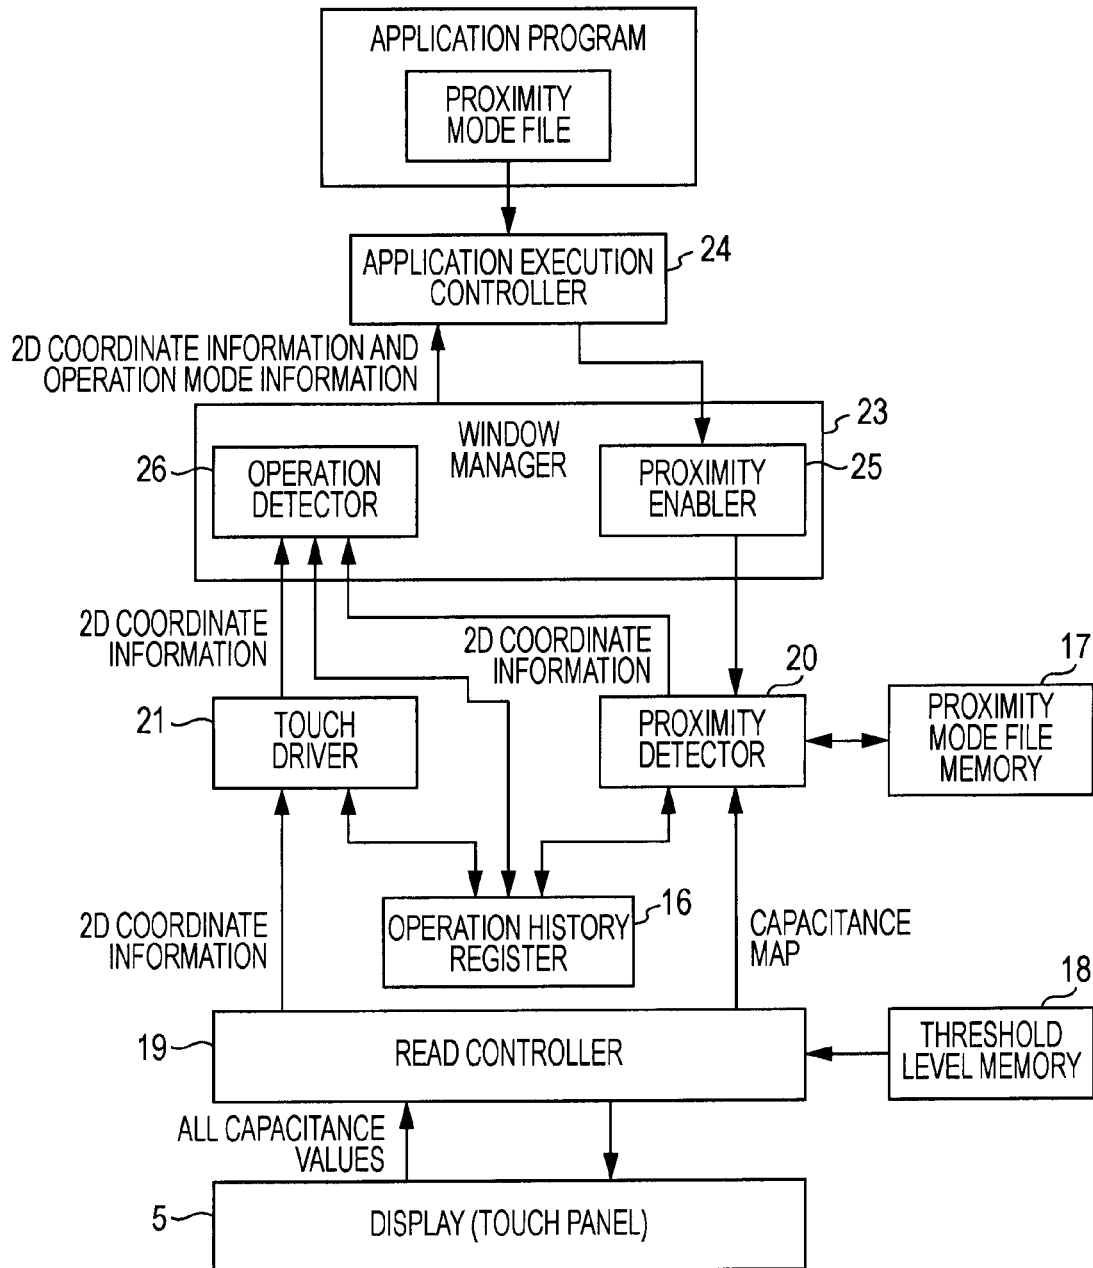 APPLICATION PROGRAM
PROXIMITY
MODE FILE
APPLICATION EXECUTION
CONTROLLER
24
2D COORDINATE INFORMATION AND
OPERATION MODE INFORMATION
WINDOW
MANAGER
23
26
OPERATION
DETECTOR
PROXIMITY
ENABLER
25
2D COORDINATE
INFORMATION
2D COORDINATE
INFORMATION
20
17
21
TOUCH
DRIVER
PROXIMITY
DETECTOR
PROXIMITY
MODE FILE
MEMORY
2D COORDINATE
INFORMATION
OPERATION HISTORY
REGISTER
16
CAPACITANCE
MAP
18
19
READ CONTROLLER
THRESHOLD
LEVEL MEMORY
ALL CAPACITANCE
VALUES
5
DISPLAY (TOUCH PANEL)